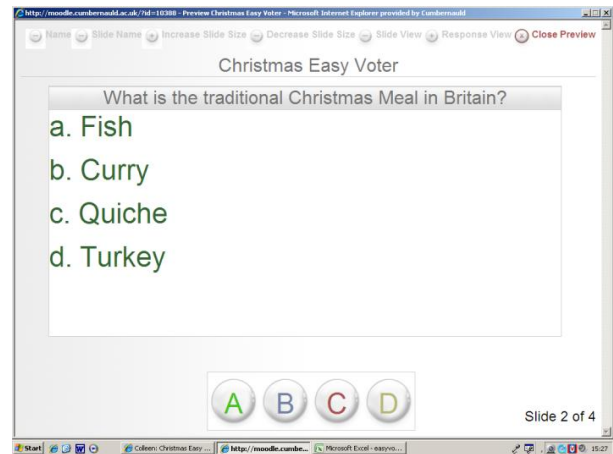 http://moodle.cumbernauld.ac.uk/?id=10388 - Preview Christmas Easy Voter - Microsoft Internet Explorer provided by Cumbernauld
Name Slide Name Increase Slide Size Decrease Slide Size Slide View Response View Close Preview
Christmas Easy Voter
What is the traditional Christmas Meal in Britain?
a. Fish
b. Curry
c. Quiche
d. Turkey
A B C D
Slide 2 of 4
Start Colleen: Christmas Easy ... http://moodle.cumbe... Microsoft Excel - easyvo... 15:27